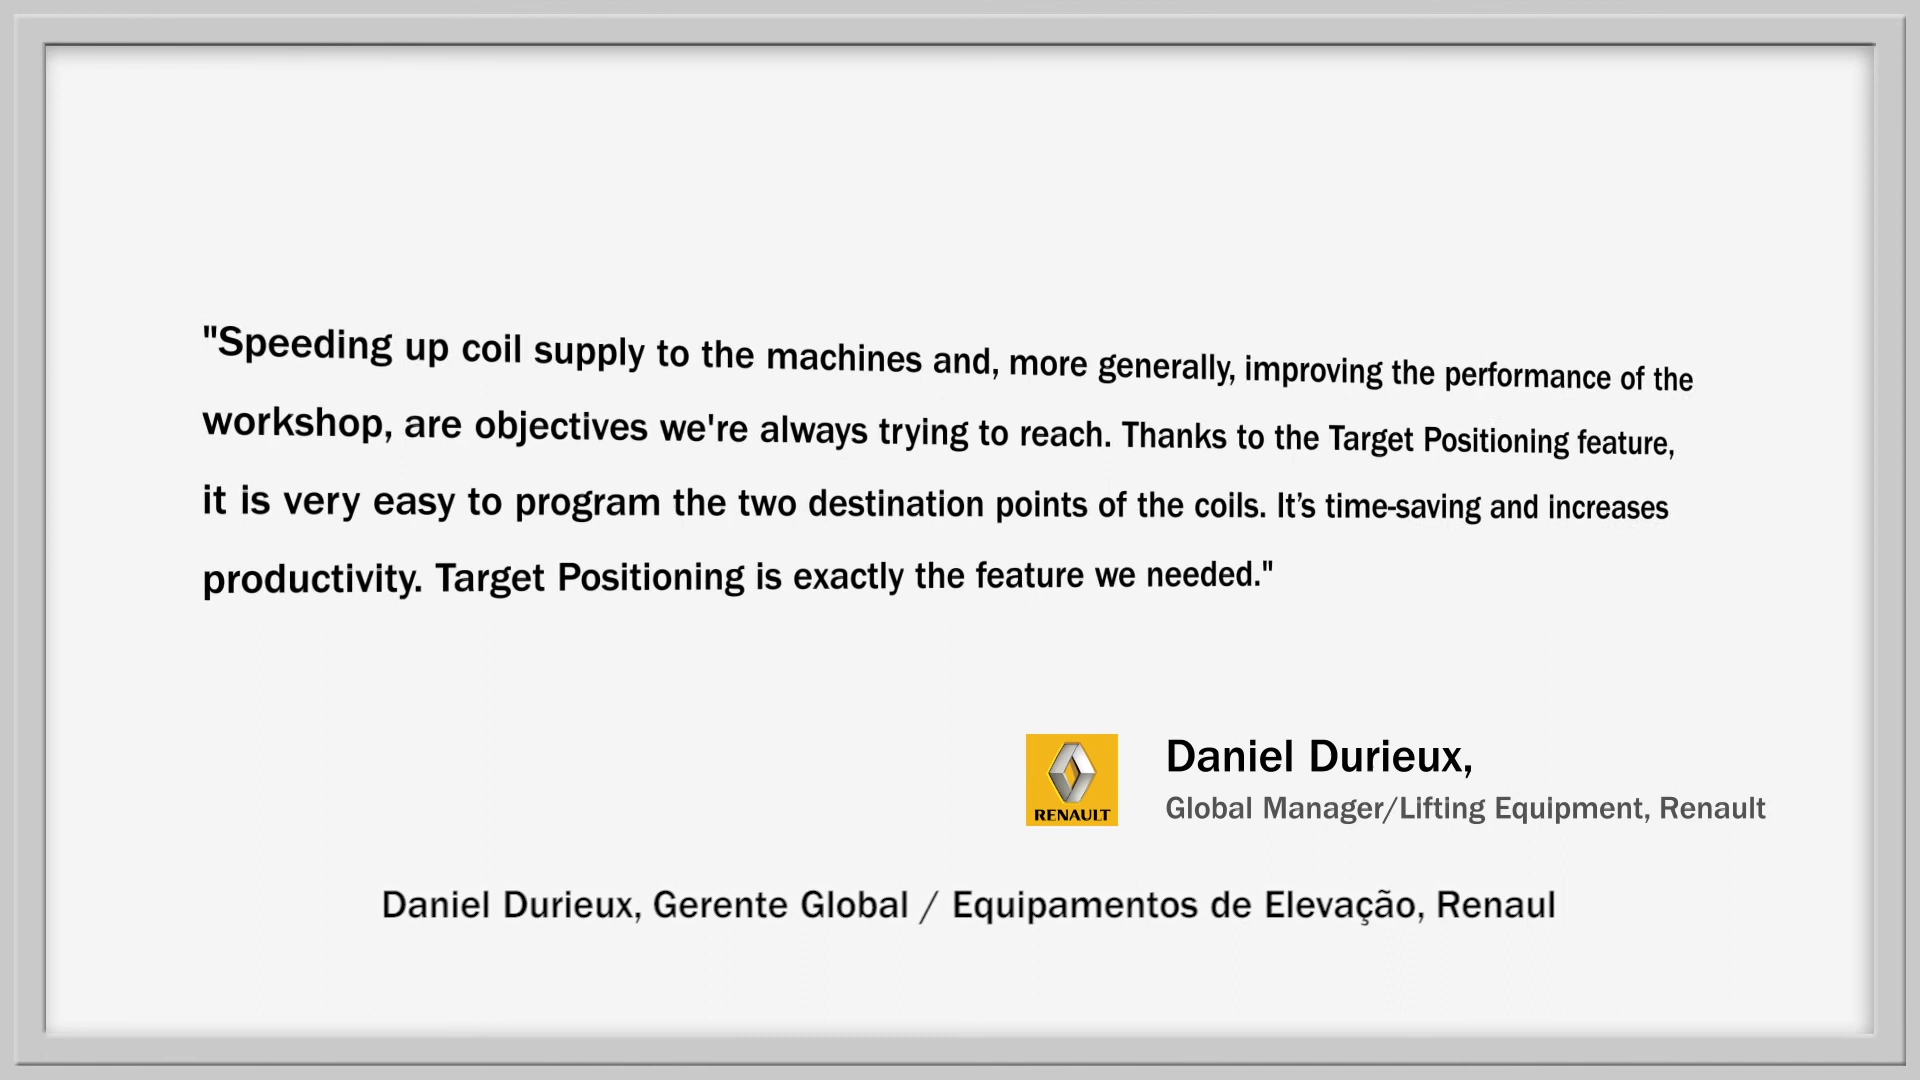 "Speeding up coil supply to the machines and, more generally, improving the performance of the
workshop, are objectives we're always trying to reach. Thanks to the Target Positioning feature,
it is very easy to program the two destination points of the coils. It’s time-saving and increases
productivity. Target Positioning is exactly the feature we needed."
RENAULT
Daniel Durieux,
Global Manager/Lifting Equipment, Renault
Daniel Durieux, Gerente Global / Equipamentos de Elevação, Renaul